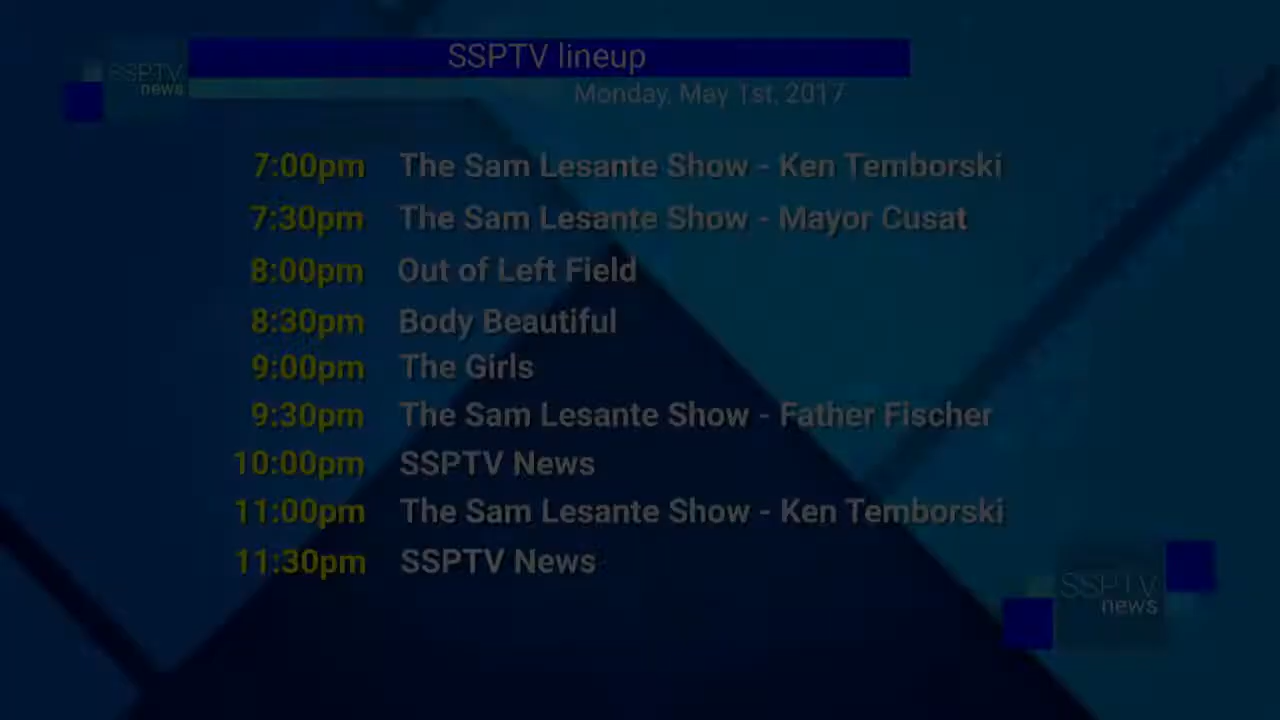 SSPTV lineup
SSPTV
news
Monday, May 1st, 2017
7:00pm The Sam Lesante Show - Ken Temborski
7:30pm The Sam Lesante Show - Mayor Cusat
8:00pm Out of Left Field
8:30pm Body Beautiful
9:00pm The Girls
9:30pm The Sam Lesante Show - Father Fischer
10:00pm SSPTV News
11:00pm The Sam Lesante Show - Ken Temborski
11:30pm SSPTV News
SSPTV
news